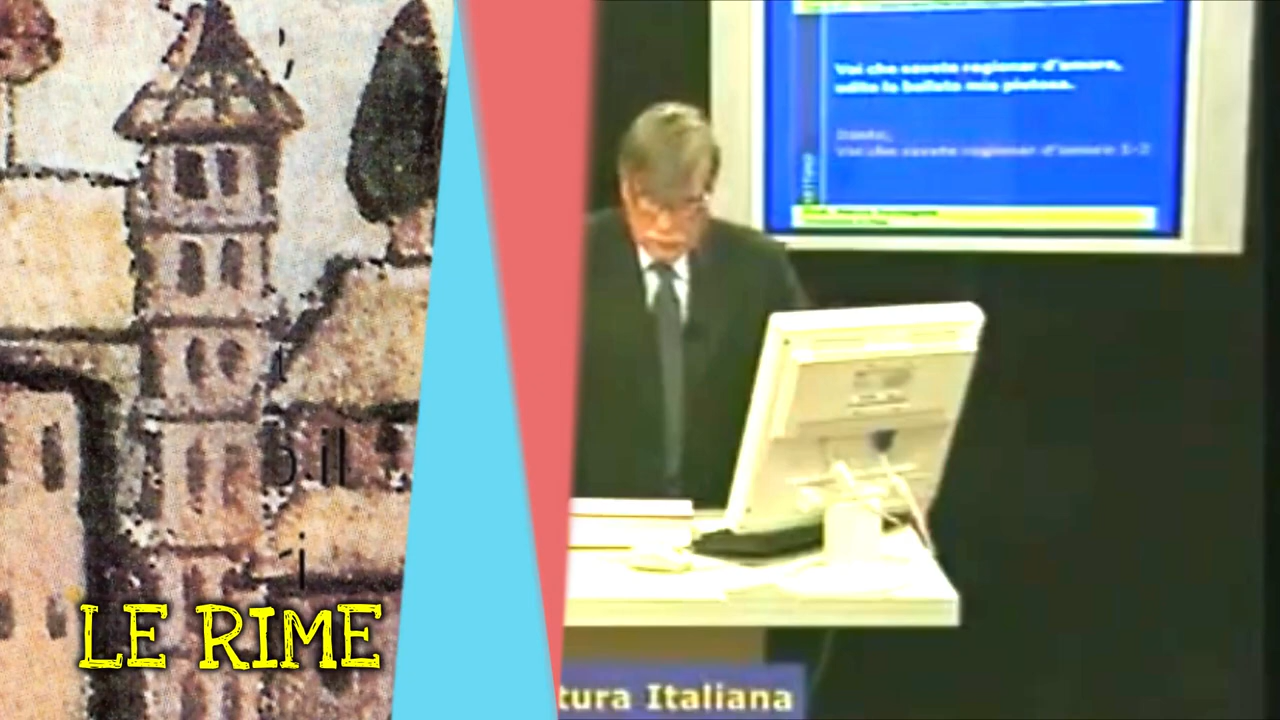 Voi che savete ragionar d'amore,
udite la ballata mia pietosa.
Dante,
Voi che savete ragionar d'amore 1-2
b il
i
LE RIME
tura Italiana